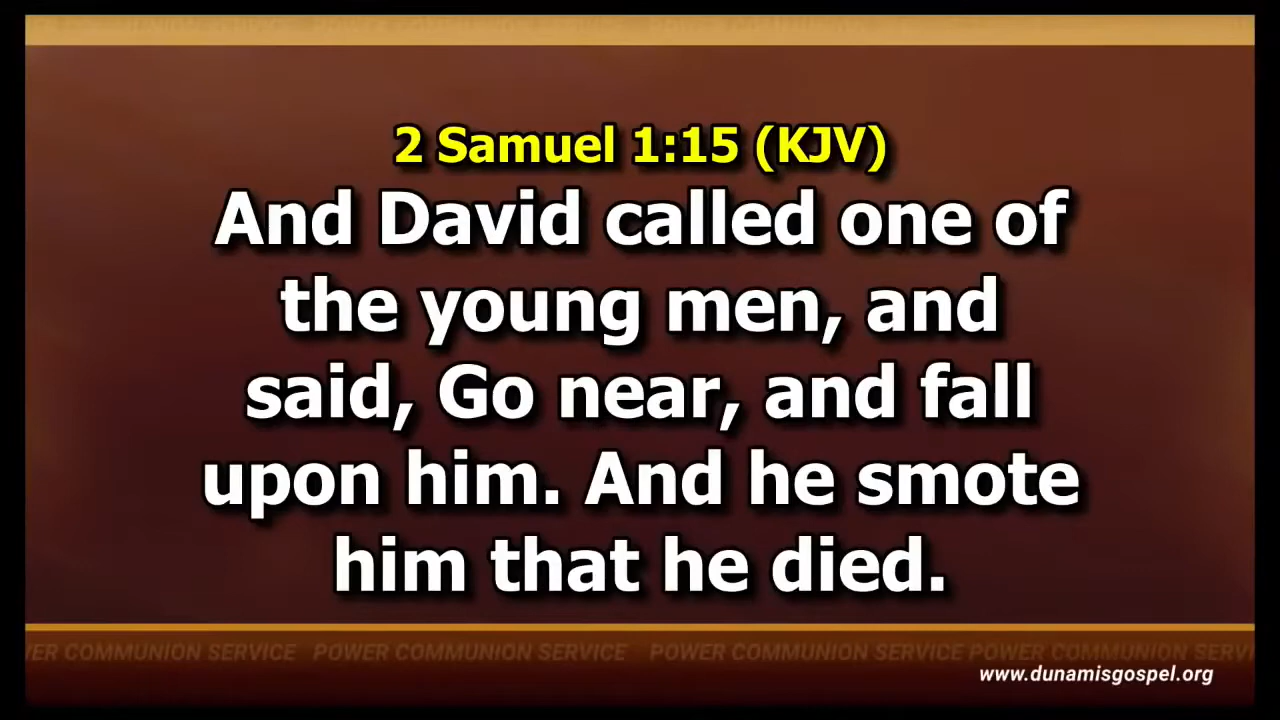 2 Samuel 1:15 (KJV)
And David called one of
the young men, and
said, Go near, and fall
upon him. And he smote
him that he died.
ER COMMUNION SERVICE POWER COMMUNION SERVICE POWER COMMUNION SERVICE POWER COMMUNION SERVI
www.dunamisgospel.org